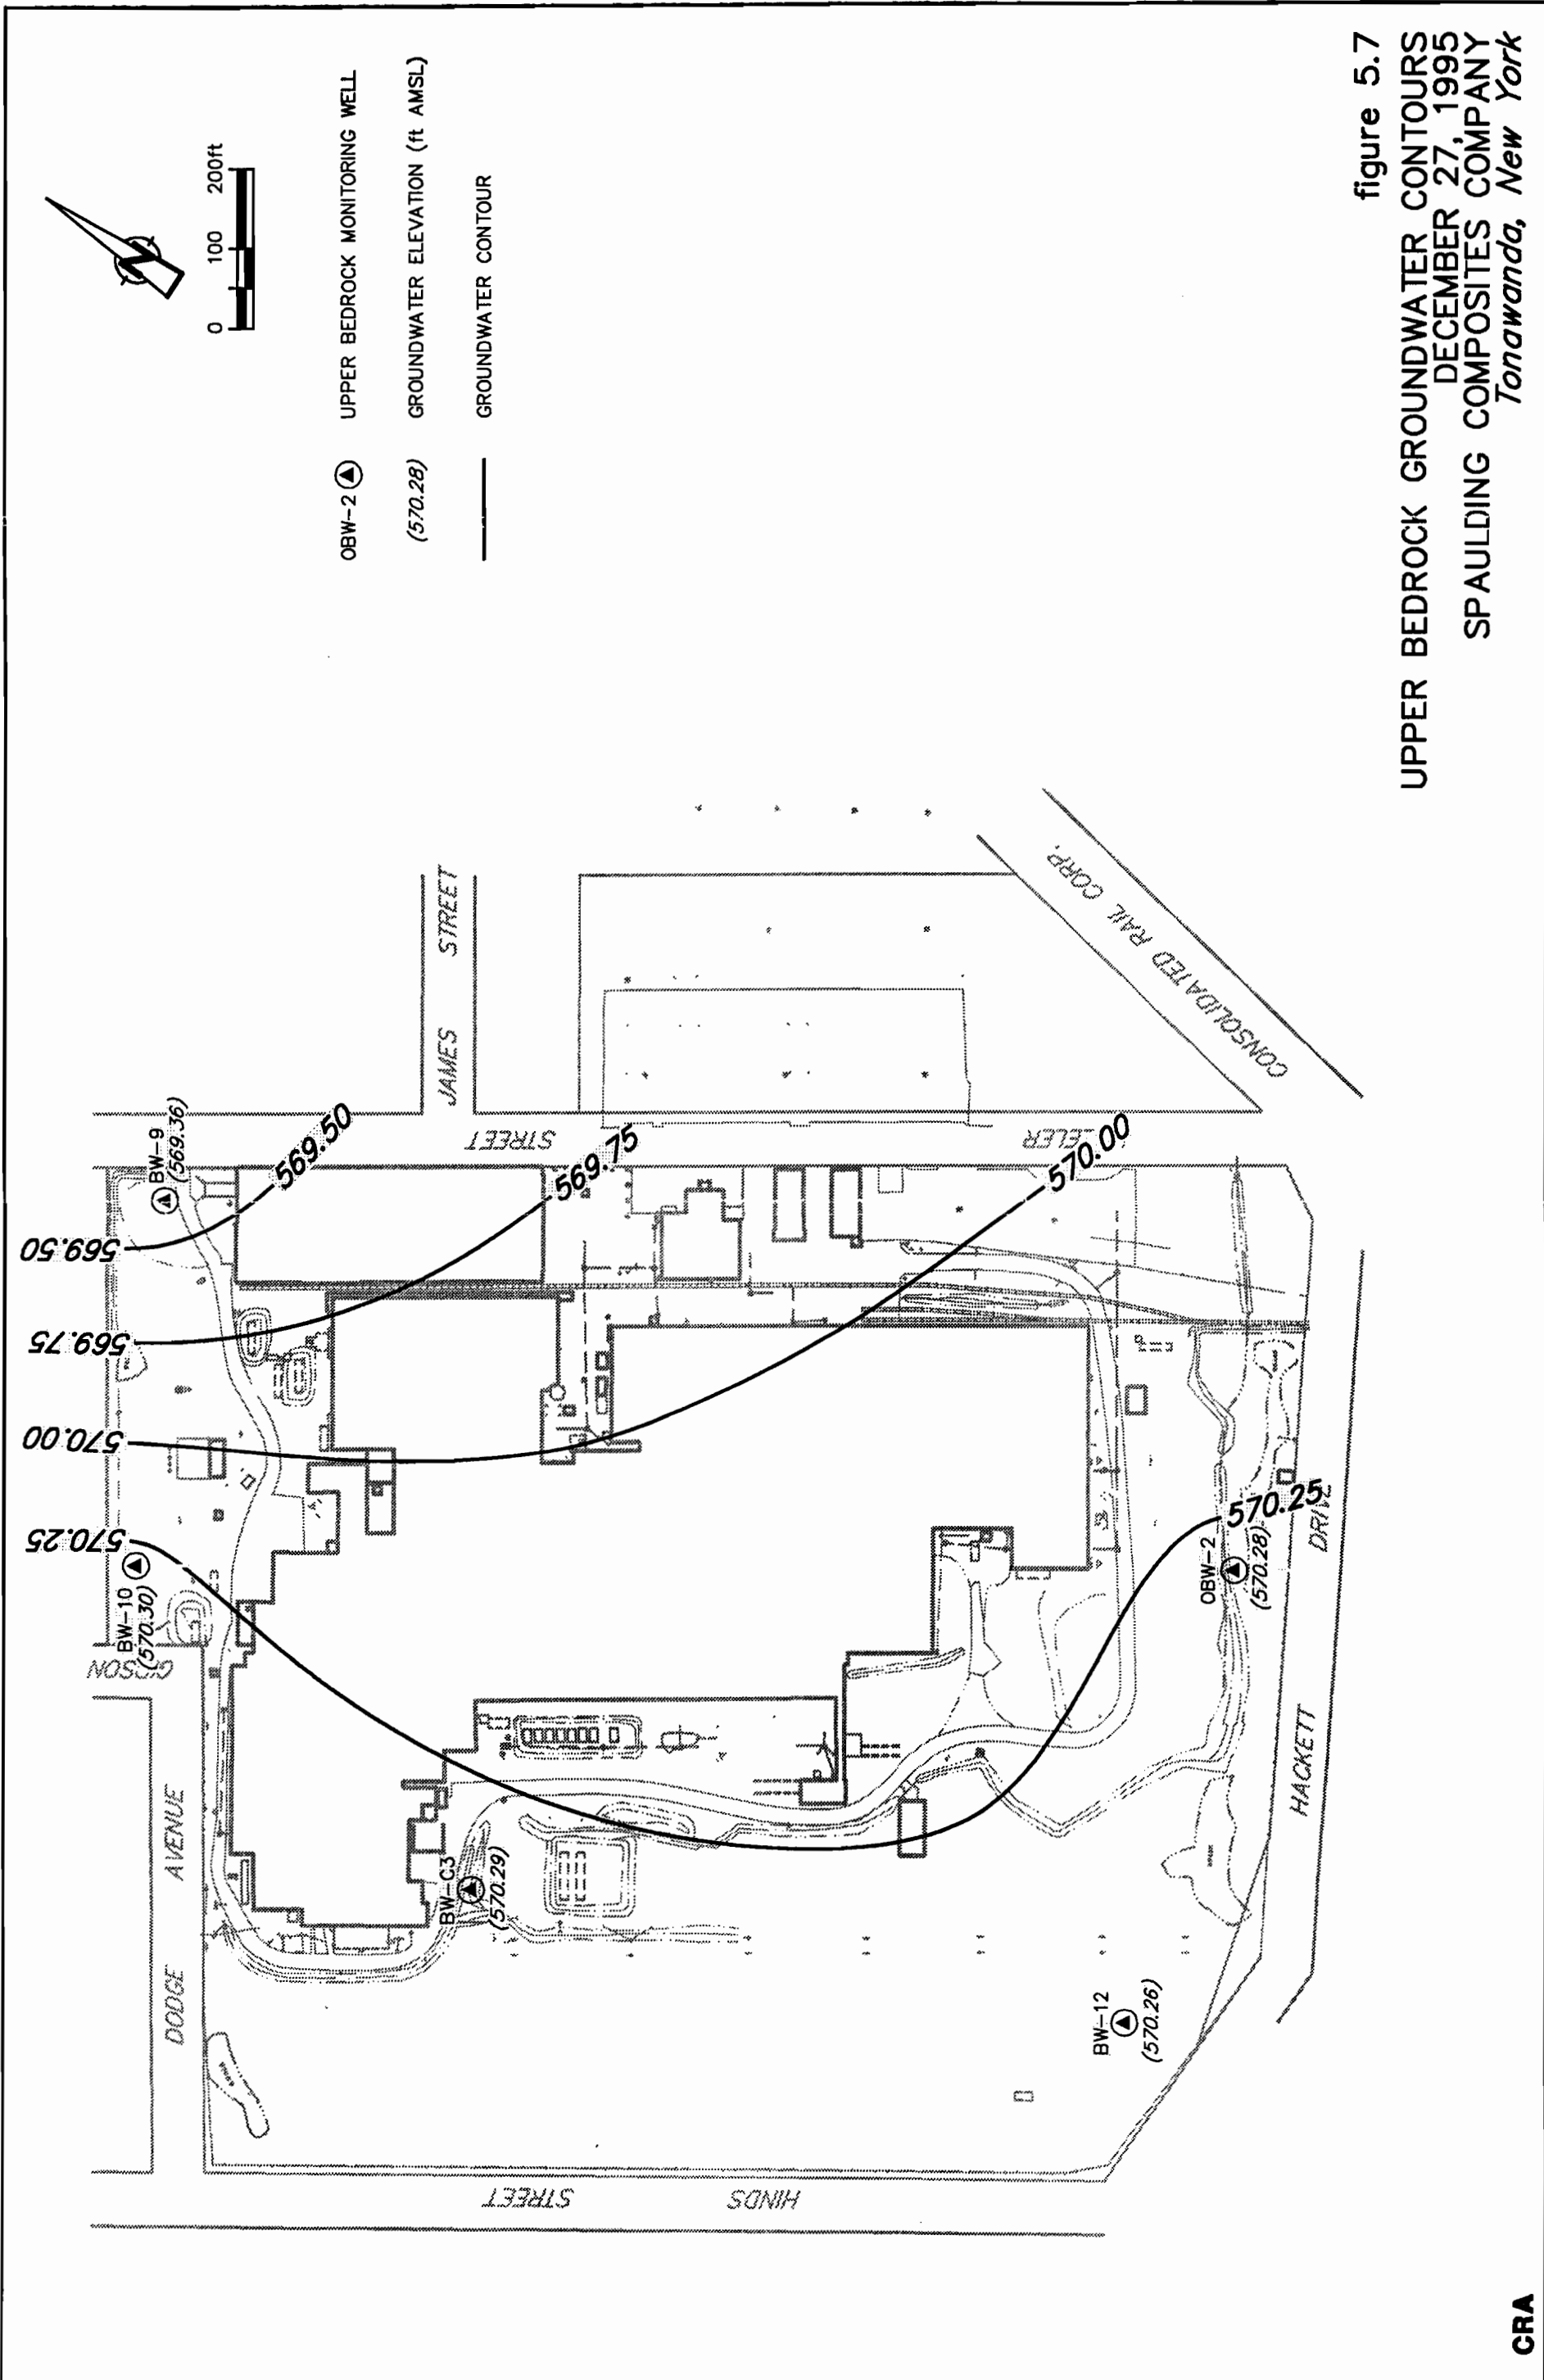 0 100 200ft
OBW-2 UPPER BEDROCK MONITORING WELL
(570.28) GROUNDWATER ELEVATION (ft AMSL)
GROUNDWATER CONTOUR
JAMES STREET
CONSOLIDATED RAIL CORP.
STREET
BW-9
(569.36)
569.50
569.50
569.75
569.75
570.00
570.00
570.25
570.25
BW-10
(570.30)
GIBSON
DODGE AVENUE
BW-C3
(570.29)
OBW-2
(570.28)
HACKETT DRIVE
BW-12
(570.26)
HINDS STREET
figure 5.7
UPPER BEDROCK GROUNDWATER CONTOURS
DECEMBER 27, 1995
SPAULDING COMPOSITES COMPANY
Tonawanda, New York
CRA